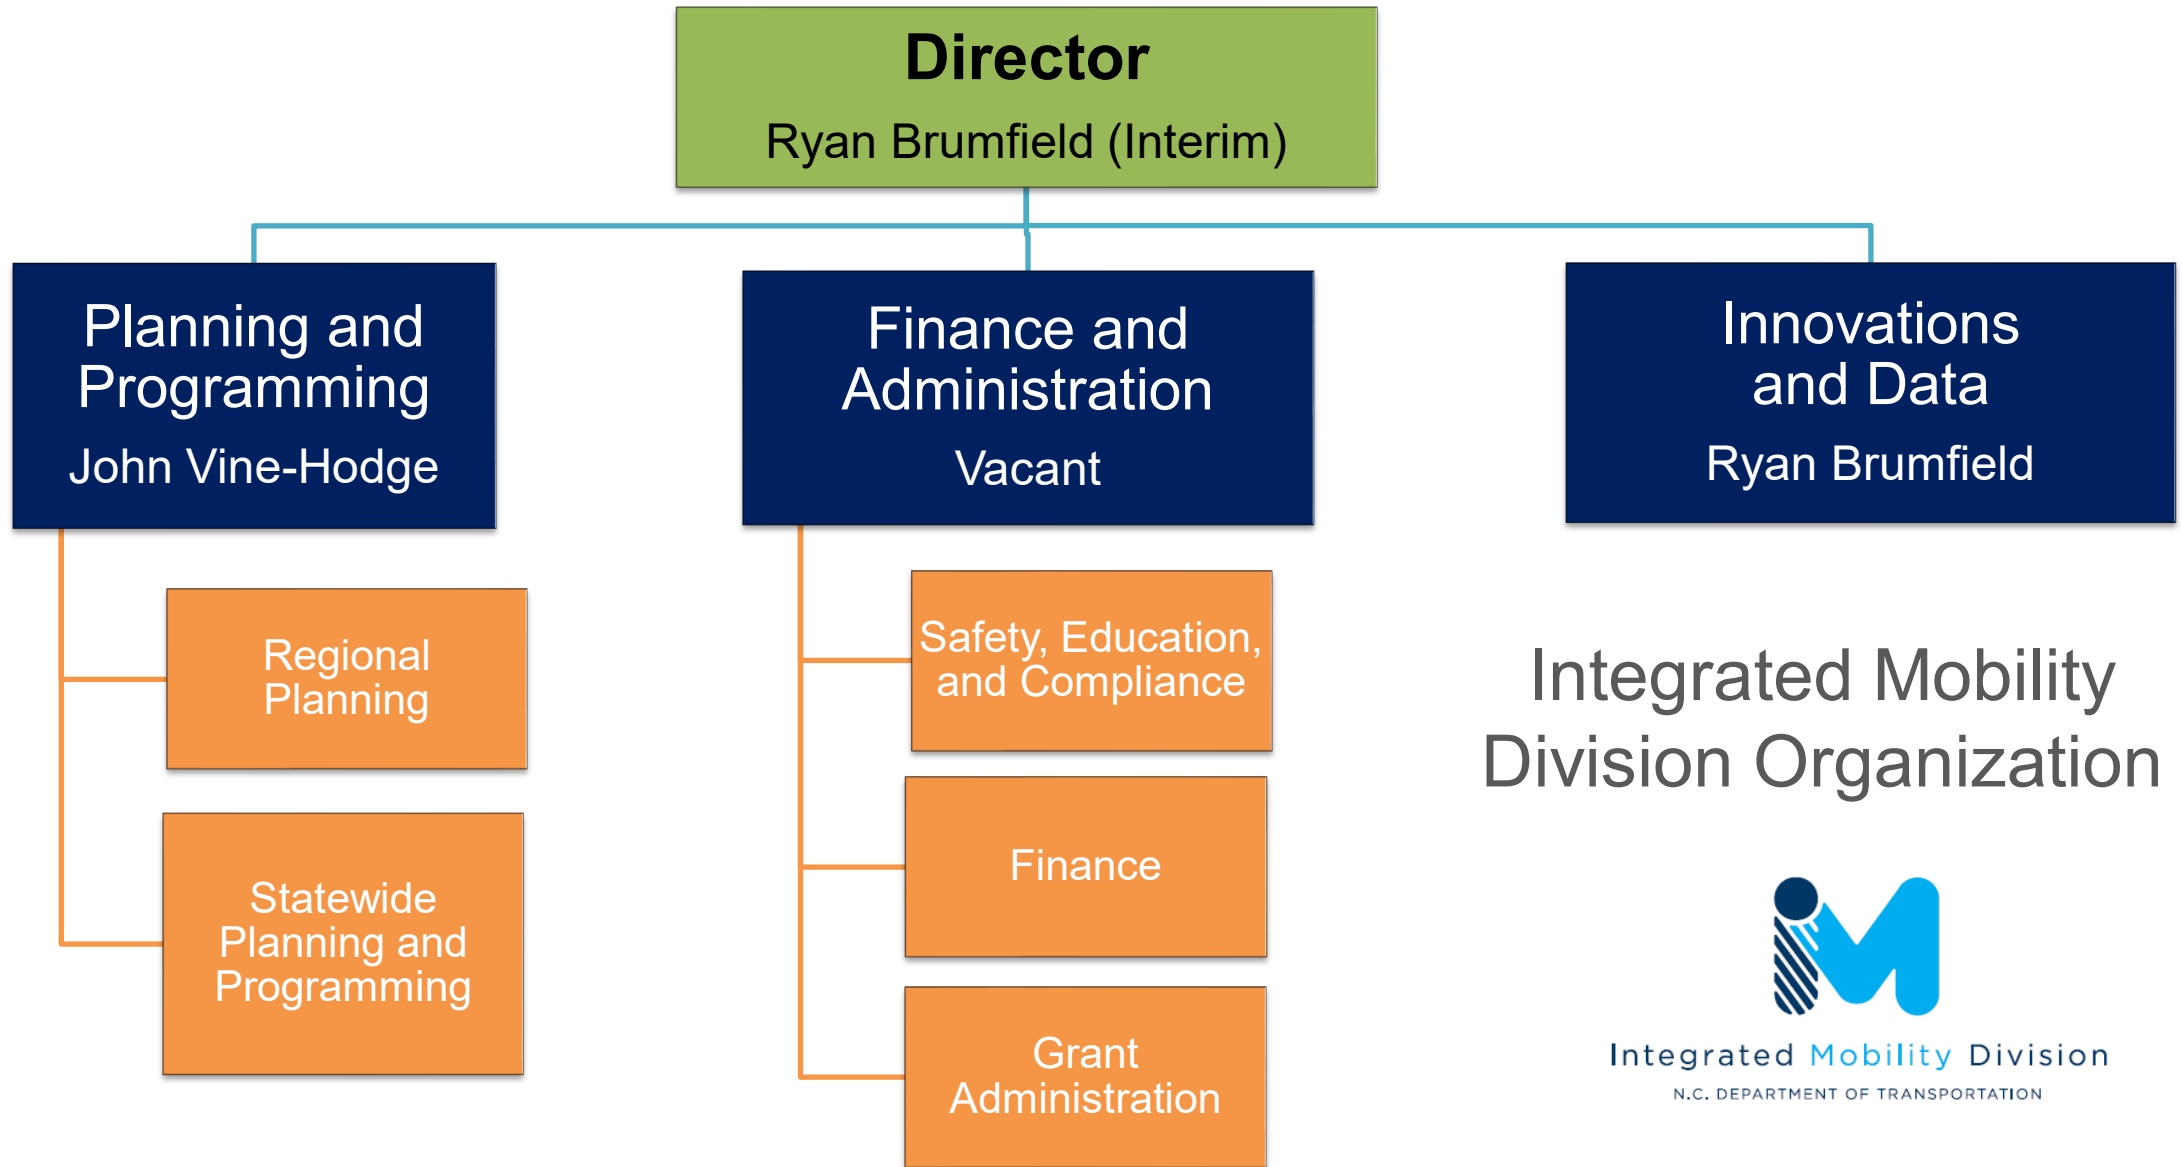 Director
Ryan Brumfield (Interim)
Planning and
Programming
John Vine-Hodge
Finance and
Administration
Vacant
Innovations
and Data
Ryan Brumfield
Regional
Planning
Statewide
Planning and
Programming
Safety, Education,
and Compliance
Finance
Grant
Administration
Integrated Mobility
Division Organization
iM
Integrated Mobility Division
N.C. DEPARTMENT OF TRANSPORTATION